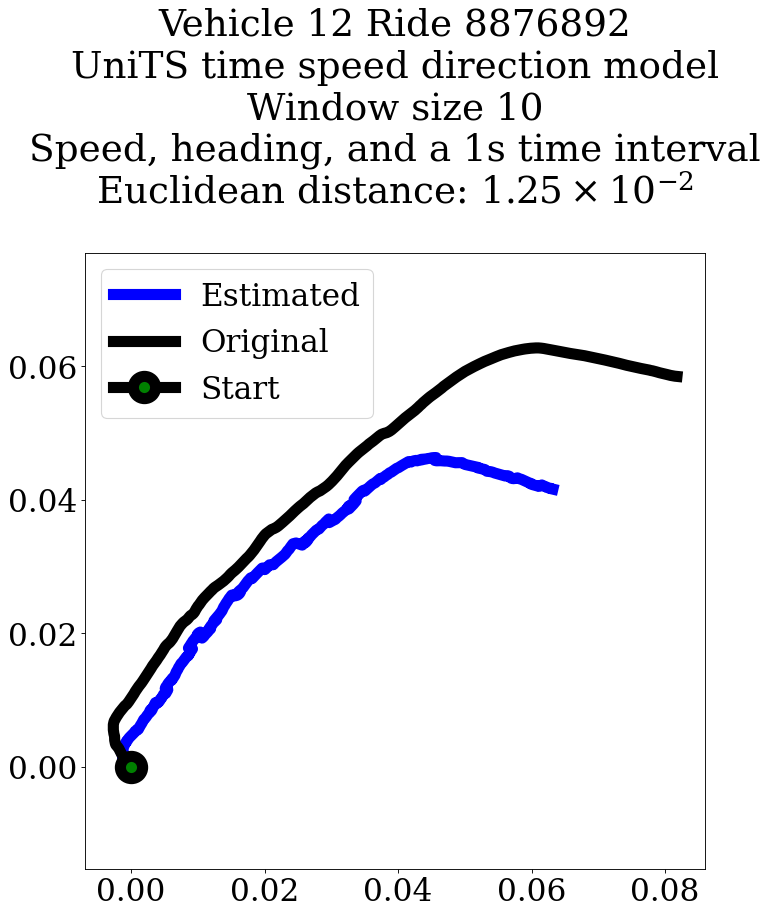 Vehicle 12 Ride 8876892
UniTS time speed direction model
Window size 10
Speed, heading, and a 1s time interval
Euclidean distance: 1.25 × 10⁻²
Estimated
Original
Start
0.06
0.04
0.02
0.00
0.00 0.02 0.04 0.06 0.08